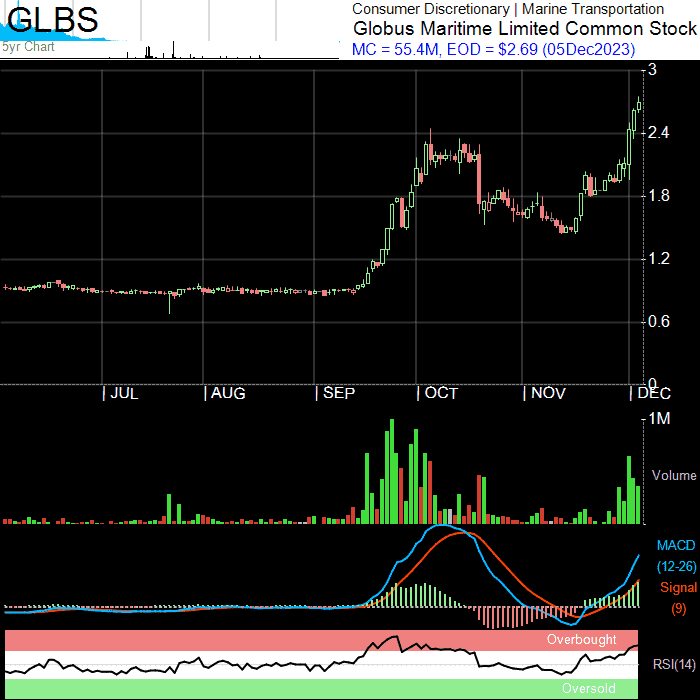 GLBS
5yr Chart
Consumer Discretionary | Marine Transportation
Globus Maritime Limited Common Stock
MC = 55.4M, EOD = $2.69 (05Dec2023)
3
2.4
1.8
1.2
0.6
0
JUL AUG SEP OCT NOV DEC
1M
Volume
MACD
(12-26)
Signal
(9)
Overbought
RSI(14)
Oversold